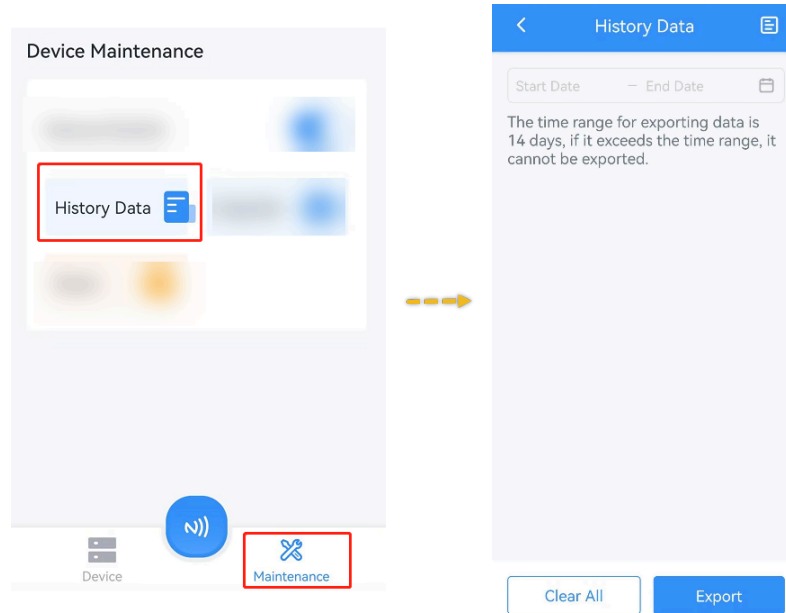 Device Maintenance
History Data
Device
Maintenance
History Data
Start Date – End Date
The time range for exporting data is
14 days, if it exceeds the time range, it
cannot be exported.
Clear All
Export